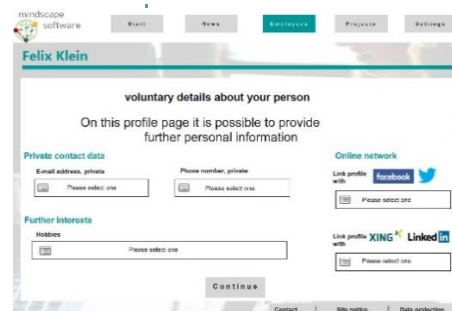 mindscape
software
Start
News
Employees
Projects
Settings
Felix Klein
voluntary details about your person
On this profile page it is possible to provide
further personal information
Private contact data
E-mail address, private
Please select one
Phone number, private
Please select one
Online network
Link profile
with
facebook
Please select one
Further Interests
Hobbies
Please select one
Link profile XING Linked in
with
Please select one
Continue
Contact
Site notice
Data protection